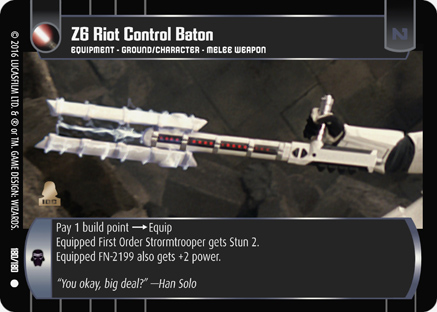 Z6 Riot Control Baton
EQUIPMENT - GROUND/CHARACTER - MELEE WEAPON
N
© 2016 LUCASFILM LTD. & ® or TM. GAME DESIGN: WIZARDS.
Pay 1 build point → Equip
Equipped First Order Strormtrooper gets Stun 2.
Equipped FN-2199 also gets +2 power.
"You okay, big deal?" —Han Solo